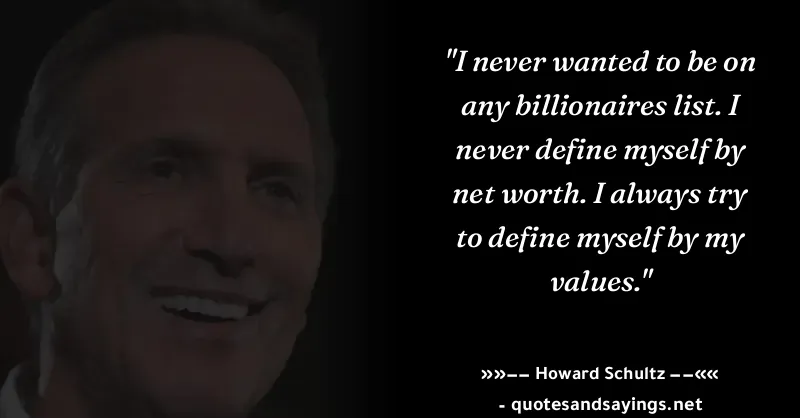 "I never wanted to be on
any billionaires list. I
never define myself by
net worth. I always try
to define myself by my
values."
»»−− Howard Schultz −−««
- quotesandsayings.net